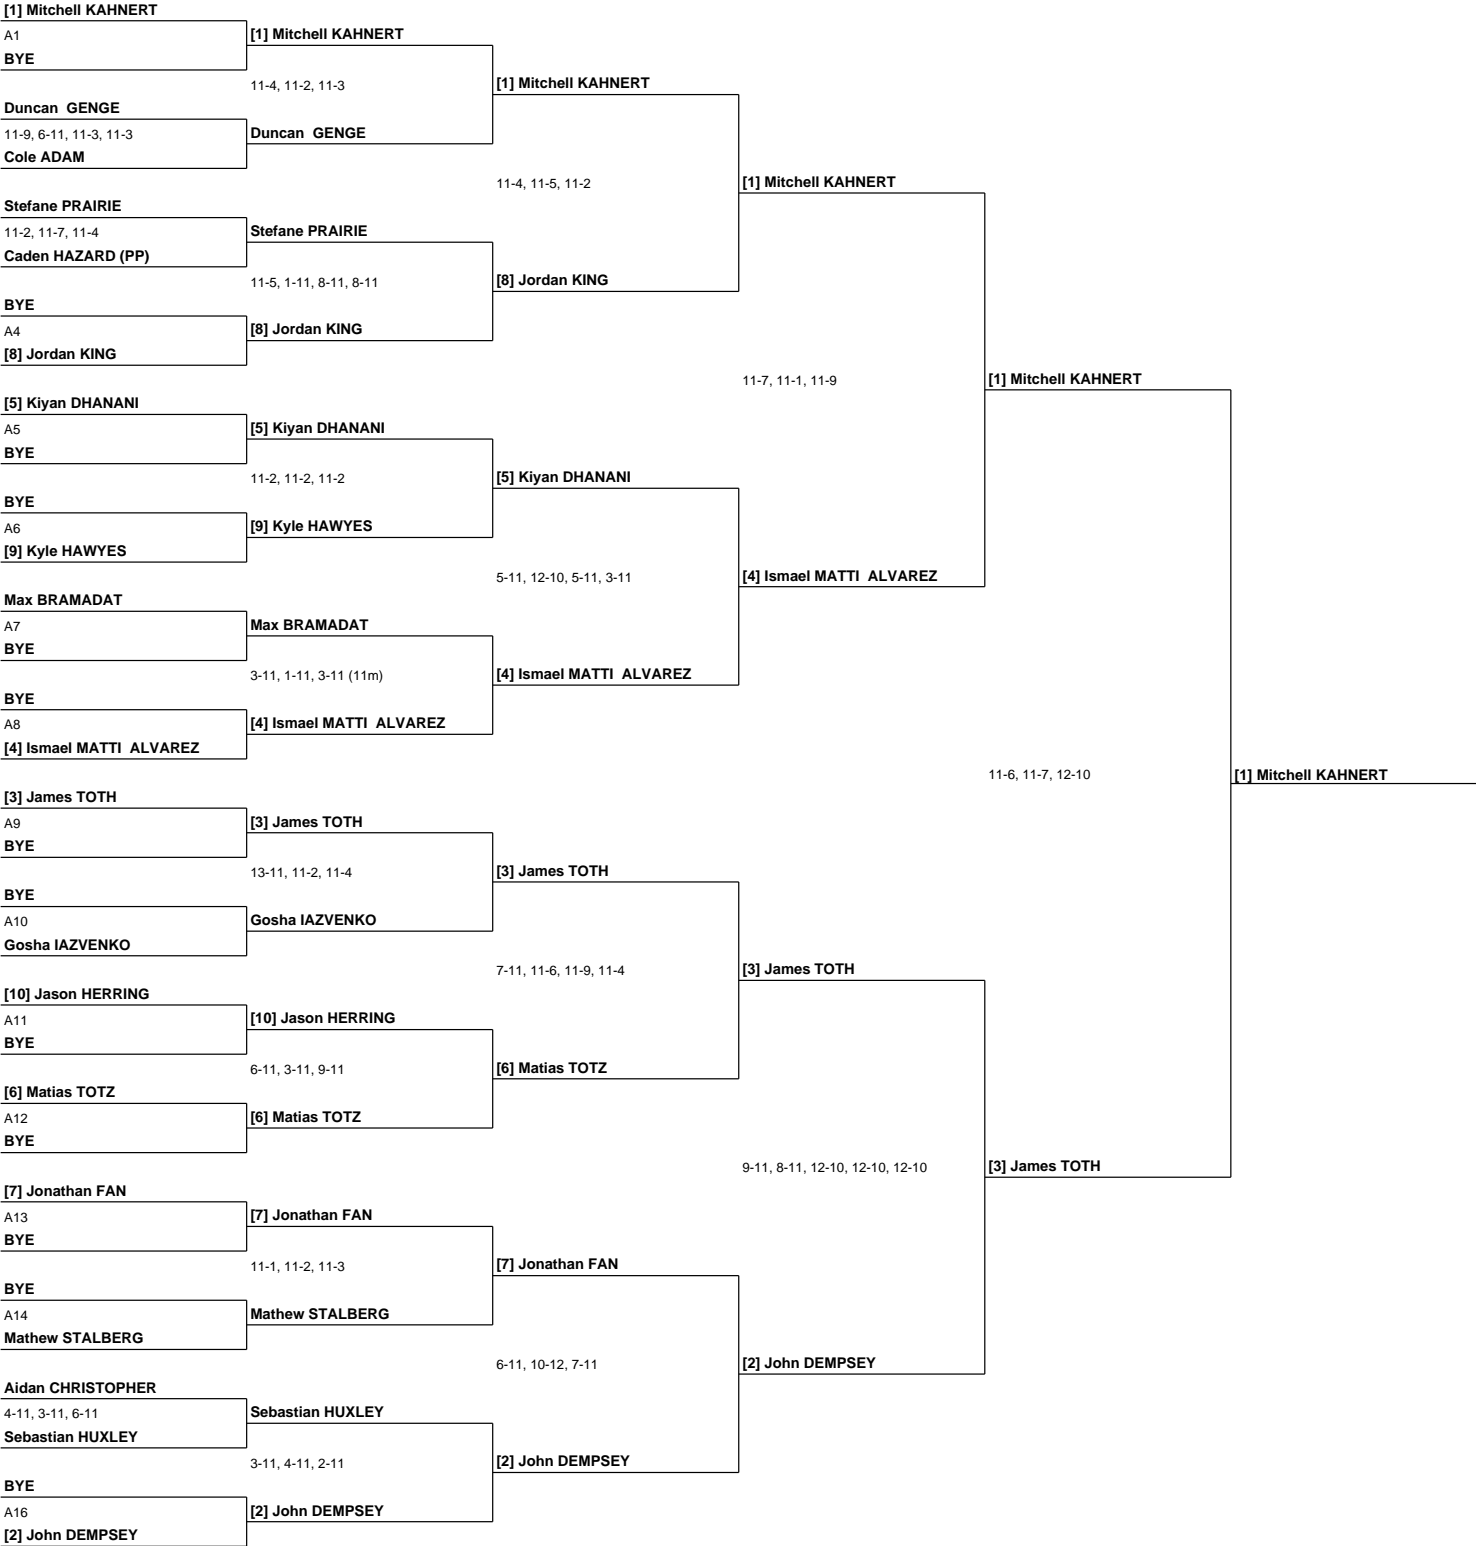 [1] Mitchell KAHNERT
A1
[1] Mitchell KAHNERT
BYE
11-4, 11-2, 11-3
[1] Mitchell KAHNERT
Duncan  GENGE
11-9, 6-11, 11-3, 11-3
Duncan  GENGE
Cole ADAM
11-4, 11-5, 11-2
[1] Mitchell KAHNERT
Stefane PRAIRIE
11-2, 11-7, 11-4
Stefane PRAIRIE
Caden HAZARD (PP)
11-5, 1-11, 8-11, 8-11
[8] Jordan KING
BYE
A4
[8] Jordan KING
[8] Jordan KING
11-7, 11-1, 11-9
[1] Mitchell KAHNERT
[5] Kiyan DHANANI
A5
[5] Kiyan DHANANI
BYE
11-2, 11-2, 11-2
[5] Kiyan DHANANI
BYE
A6
[9] Kyle HAWYES
[9] Kyle HAWYES
5-11, 12-10, 5-11, 3-11
[4] Ismael MATTI  ALVAREZ
Max BRAMADAT
A7
Max BRAMADAT
BYE
3-11, 1-11, 3-11 (11m)
[4] Ismael MATTI  ALVAREZ
BYE
A8
[4] Ismael MATTI  ALVAREZ
[4] Ismael MATTI  ALVAREZ
11-6, 11-7, 12-10
[1] Mitchell KAHNERT
[3] James TOTH
A9
[3] James TOTH
BYE
13-11, 11-2, 11-4
[3] James TOTH
BYE
A10
Gosha IAZVENKO
Gosha IAZVENKO
7-11, 11-6, 11-9, 11-4
[3] James TOTH
[10] Jason HERRING
A11
[10] Jason HERRING
BYE
6-11, 3-11, 9-11
[6] Matias TOTZ
[6] Matias TOTZ
A12
[6] Matias TOTZ
BYE
9-11, 8-11, 12-10, 12-10, 12-10
[3] James TOTH
[7] Jonathan FAN
A13
[7] Jonathan FAN
BYE
11-1, 11-2, 11-3
[7] Jonathan FAN
BYE
A14
Mathew STALBERG
Mathew STALBERG
6-11, 10-12, 7-11
[2] John DEMPSEY
Aidan CHRISTOPHER
4-11, 3-11, 6-11
Sebastian HUXLEY
Sebastian HUXLEY
3-11, 4-11, 2-11
[2] John DEMPSEY
BYE
A16
[2] John DEMPSEY
[2] John DEMPSEY